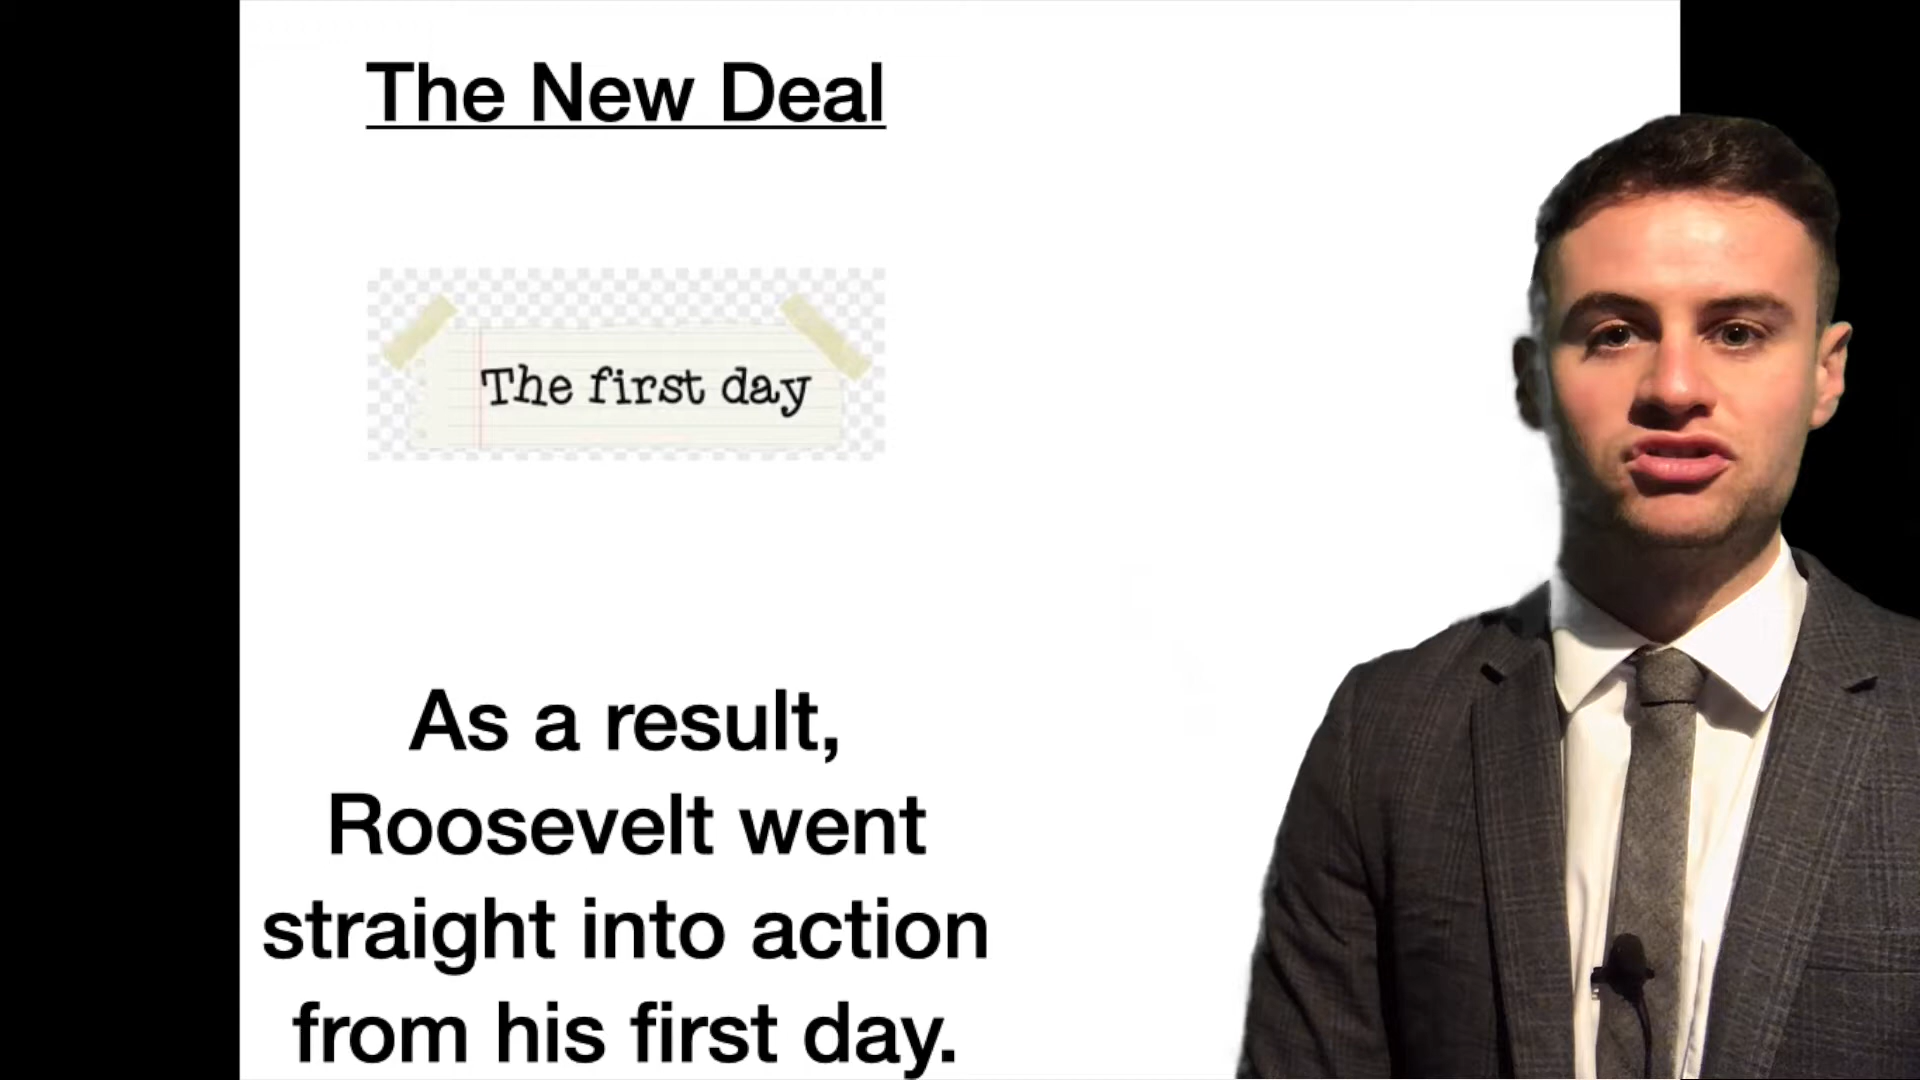 The New Deal
The first day
As a result,
Roosevelt went
straight into action
from his first day.